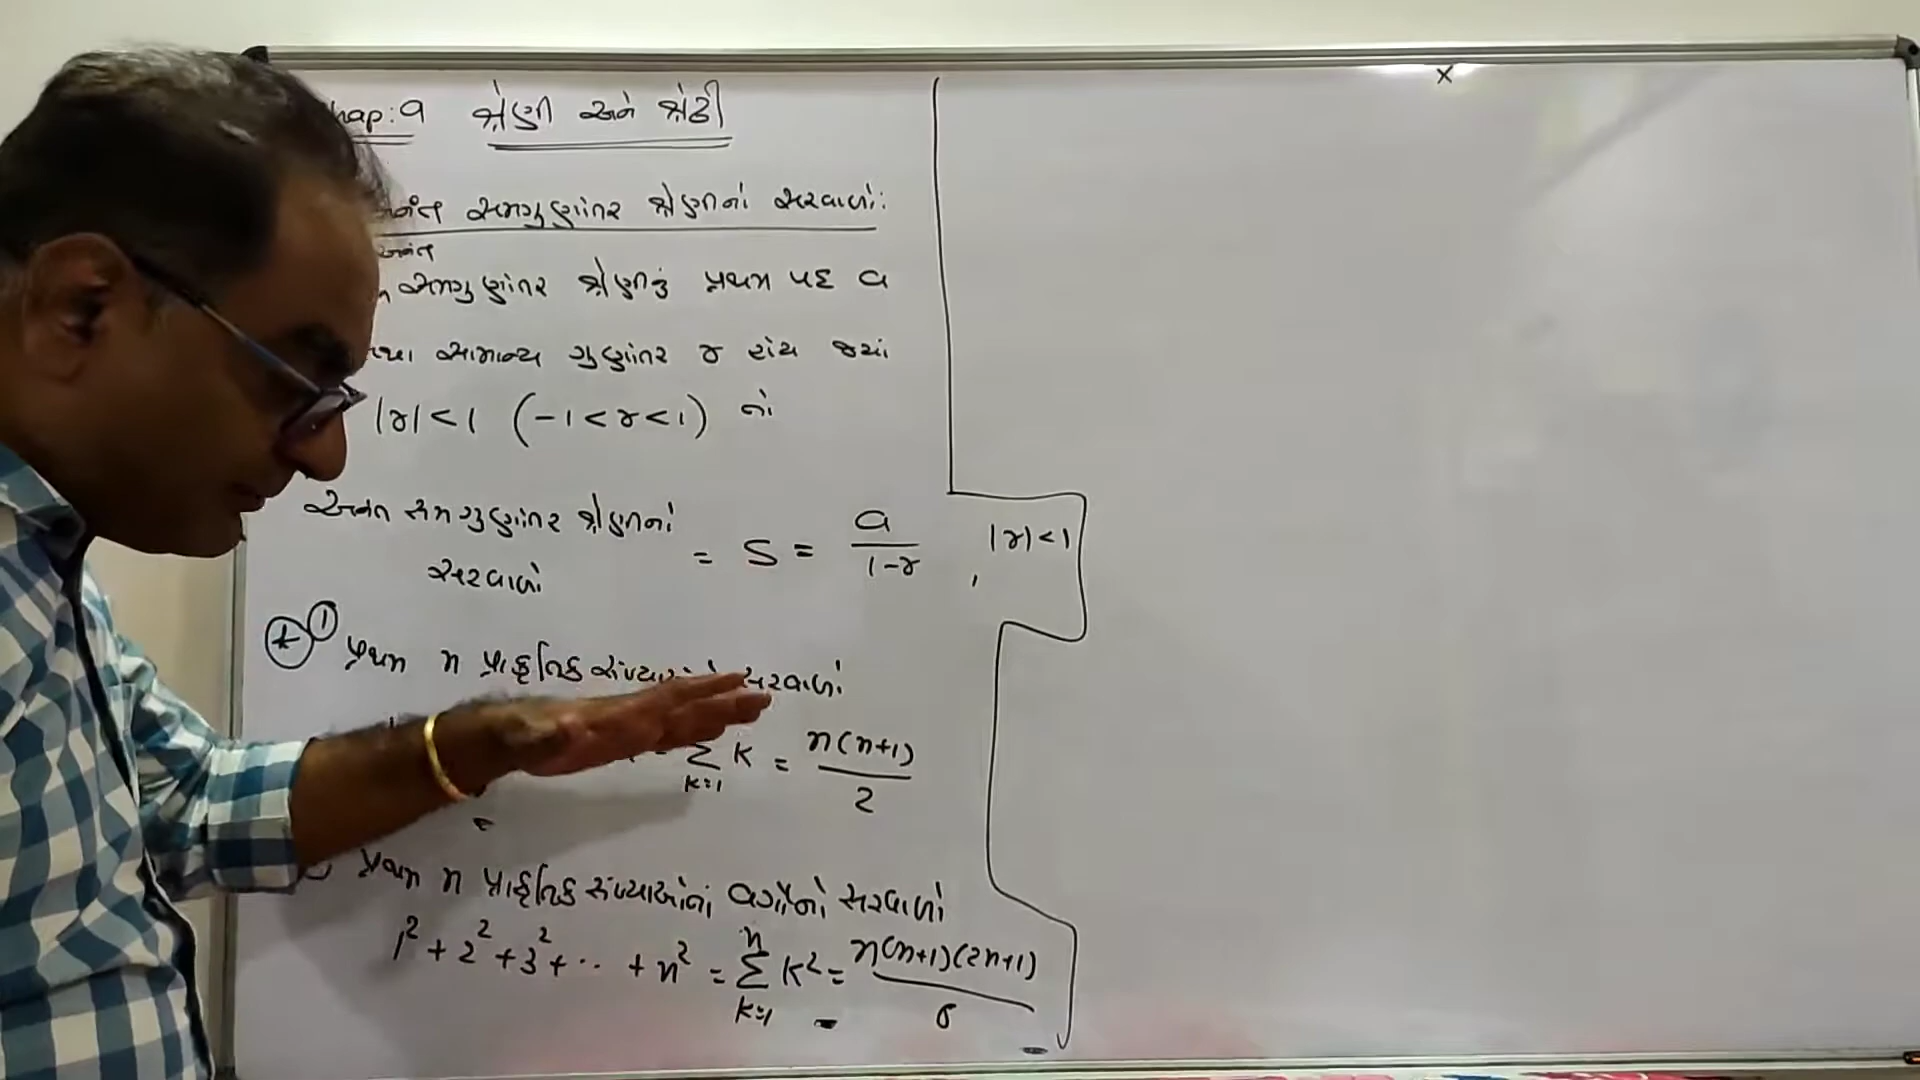 hap: 9 શ્રેણી અને શ્રેઢી
અનંત સમગુણોત્તર શ્રેણીનો સરવાળો:
અનંત
સમગુણોત્તર શ્રેણીનું પ્રથમ પદ a
તથા સામાન્ય ગુણોત્તર r હોય જ્યાં
|r| < 1 (-1 < r < 1) નો
અનંત સમગુણોત્તર શ્રેણીનો સરવાળો = S = a/(1-r) , |r| < 1
* ① પ્રથમ n પ્રાકૃતિક સંખ્યાઓનો સરવાળો
∑ k=1 k = n(n+1)/2
પ્રથમ n પ્રાકૃતિક સંખ્યાઓનાં વર્ગોનો સરવાળો
1² + 2² + 3² + ... + n² = ∑ n k=1 k² = n(n+1)(2n+1)/6
x